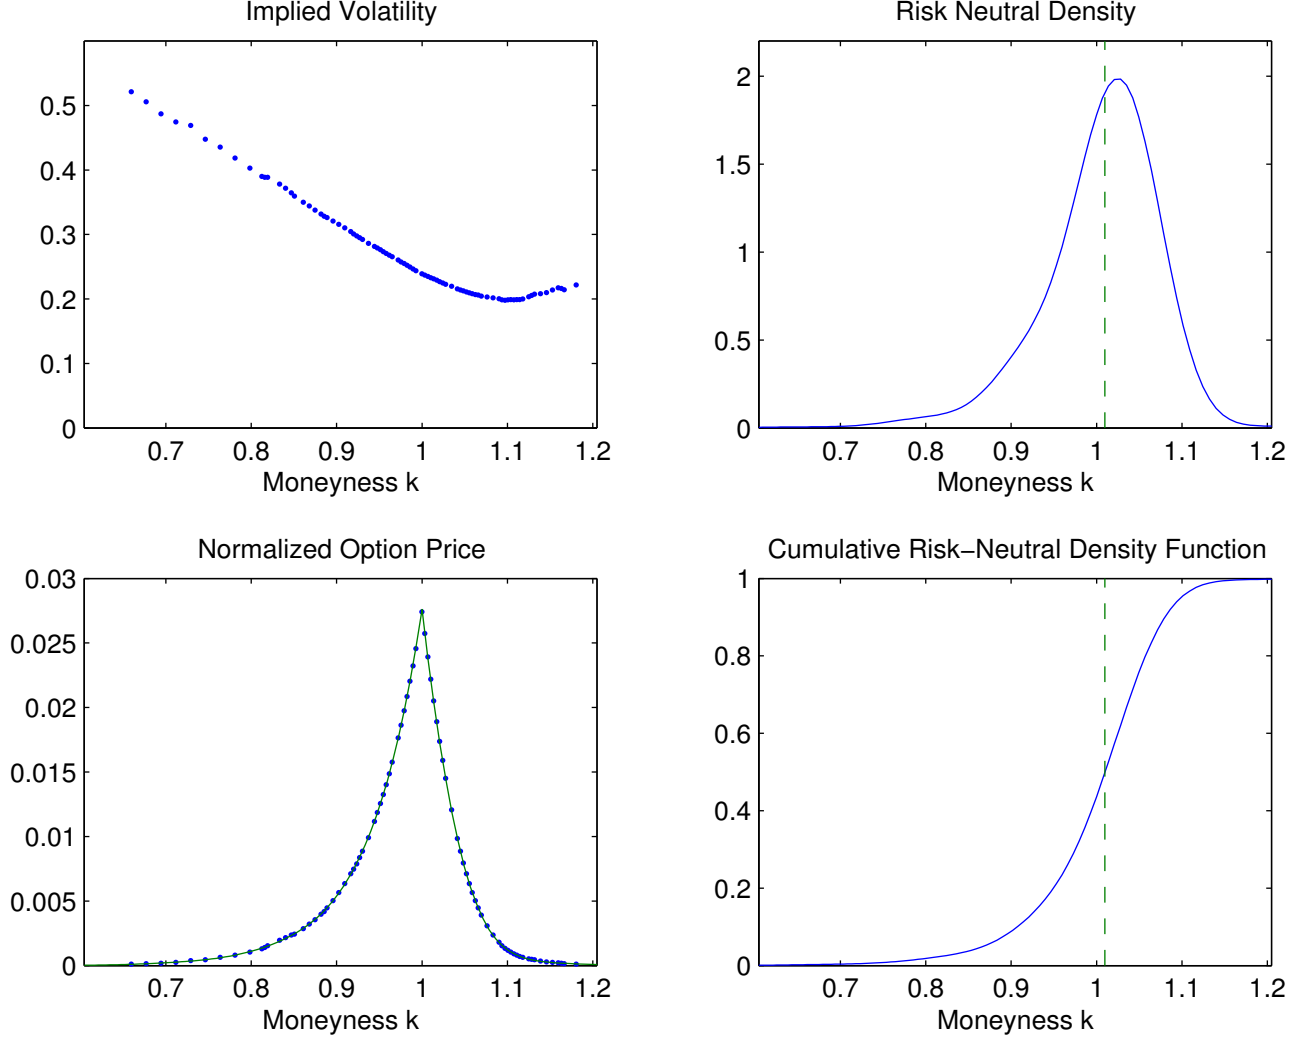 Implied Volatility
0.5
0.4
0.3
0.2
0.1
0
0.7 0.8 0.9 1 1.1 1.2
Moneyness k
Risk Neutral Density
2
1.5
1
0.5
0
0.7 0.8 0.9 1 1.1 1.2
Moneyness k
Normalized Option Price
0.03
0.025
0.02
0.015
0.01
0.005
0
0.7 0.8 0.9 1 1.1 1.2
Moneyness k
Cumulative Risk−Neutral Density Function
1
0.8
0.6
0.4
0.2
0
0.7 0.8 0.9 1 1.1 1.2
Moneyness k